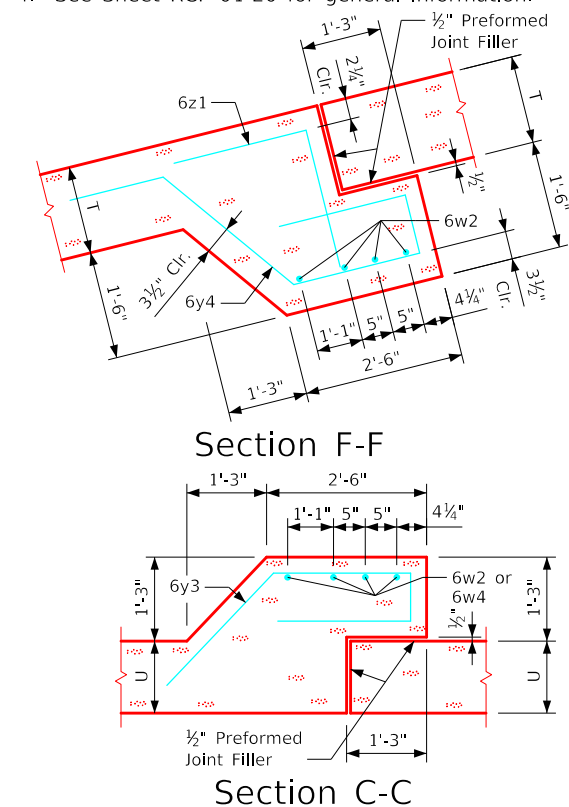 1'-3"
½" Preformed
Joint Filler
2¼"
Clr.
6z1
T
½"
1'-6"
6w2
T
3½" Clr.
1'-6"
6y4
3½"
Clr.
4¼"
1'-1"
5"
5"
1'-3"
2'-6"
Section F-F
1'-3"
2'-6"
1'-1"
5"
5"
4¼"
1'-3"
6y3
6w2 or
6w4
½"
1'-3"
U
U
½" Preformed
Joint Filler
1'-3"
Section C-C